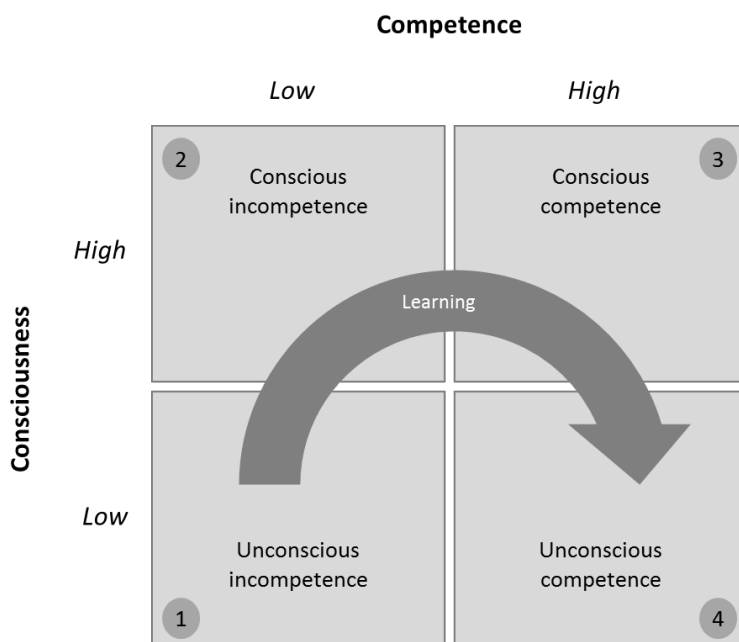 Competence
Low
High
2
3
Conscious
incompetence
Conscious
competence
High
Learning
Consciousness
Low
Unconscious
incompetence
Unconscious
competence
1
4